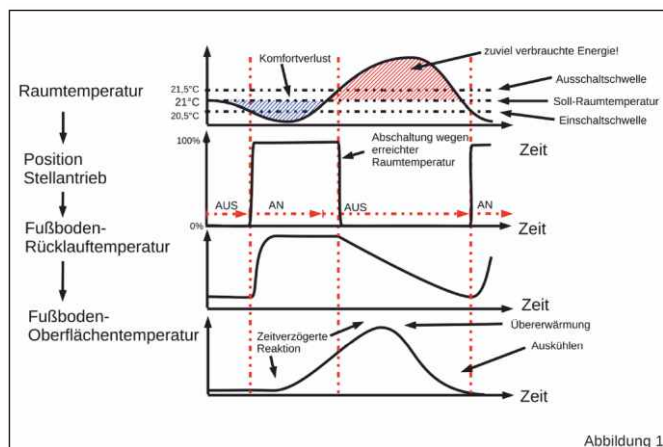 Komfortverlust
zuviel verbrauchte Energie!
Raumtemperatur
21,5°C
21°C
20,5°C
Ausschaltschwelle
Soll-Raumtemperatur
Einschaltschwelle
Zeit
Position
Stellantrieb
100%
0%
Abschaltung wegen
erreichter
Raumtemperatur
AUS
AN
AUS
AN
Zeit
Fußboden-
Rücklauftemperatur
Zeit
Fußboden-
Oberflächentemperatur
Zeitverzögerte
Reaktion
Übererwärmung
Auskühlen
Zeit
Abbildung 1